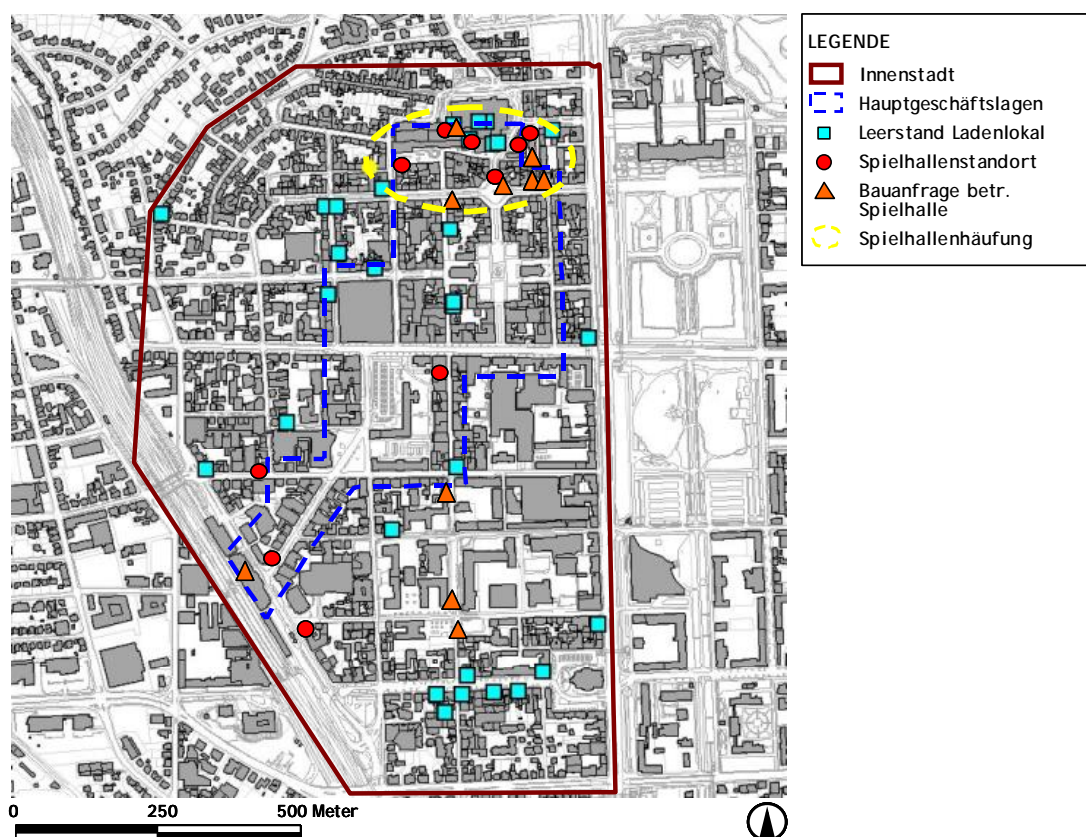 LEGENDE
Innenstadt
Hauptgeschäftslagen
Leerstand Ladenlokal
Spielhallenstandort
Bauanfrage betr.
Spielhalle
Spielhallenhäufung
0 250 500 Meter